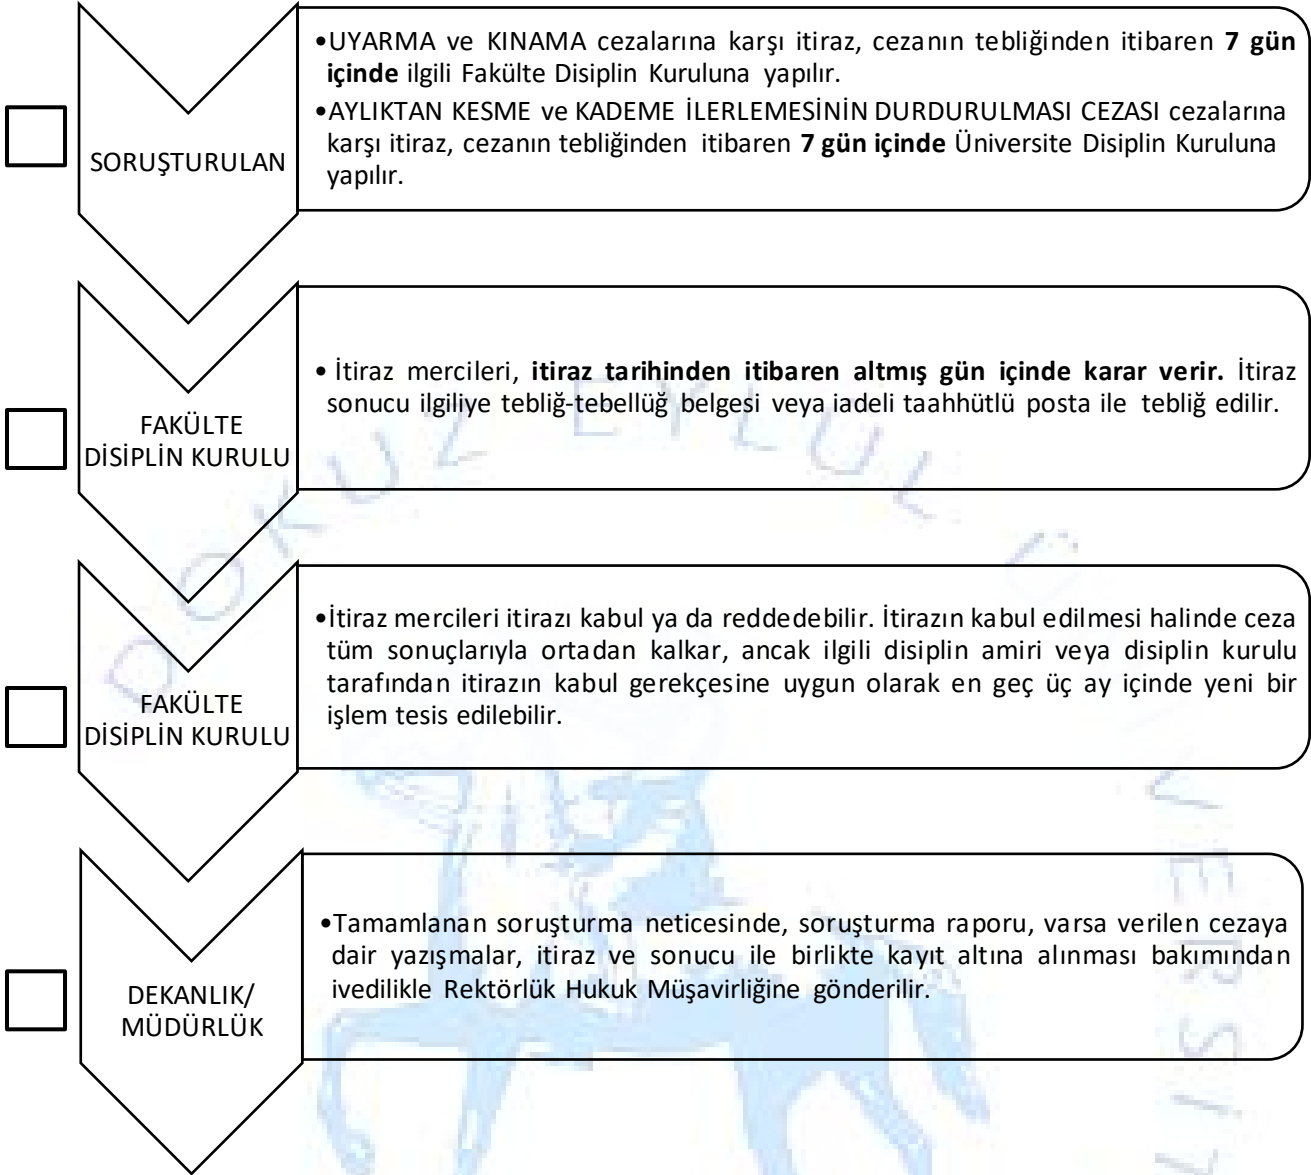 •UYARMA ve KINAMA cezalarına karşı itiraz, cezanın tebliğinden itibaren 7 gün
içinde ilgili Fakülte Disiplin Kuruluna yapılır.
•AYLIKTAN KESME ve KADEME İLERLEMESİNİN DURDURULMASI CEZASI cezalarına
karşı itiraz, cezanın tebliğinden itibaren 7 gün içinde Üniversite Disiplin Kuruluna
yapılır.
SORUŞTURULAN
• İtiraz mercileri, itiraz tarihinden itibaren altmış gün içinde karar verir. İtiraz
sonucu ilgiliye tebliğ-tebellüğ belgesi veya iadeli taahhütlü posta ile tebliğ edilir.
FAKÜLTE
DİSİPLİN KURULU
•İtiraz mercileri itirazı kabul ya da reddedebilir. İtirazın kabul edilmesi halinde ceza
tüm sonuçlarıyla ortadan kalkar, ancak ilgili disiplin amiri veya disiplin kurulu
tarafından itirazın kabul gerekçesine uygun olarak en geç üç ay içinde yeni bir
işlem tesis edilebilir.
FAKÜLTE
DİSİPLİN KURULU
•Tamamlanan soruşturma neticesinde, soruşturma raporu, varsa verilen cezaya
dair yazışmalar, itiraz ve sonucu ile birlikte kayıt altına alınması bakımından
ivedilikle Rektörlük Hukuk Müşavirliğine gönderilir.
DEKANLIK/
MÜDÜRLÜK
DOKUZ EYLÜL Ü VERSİT